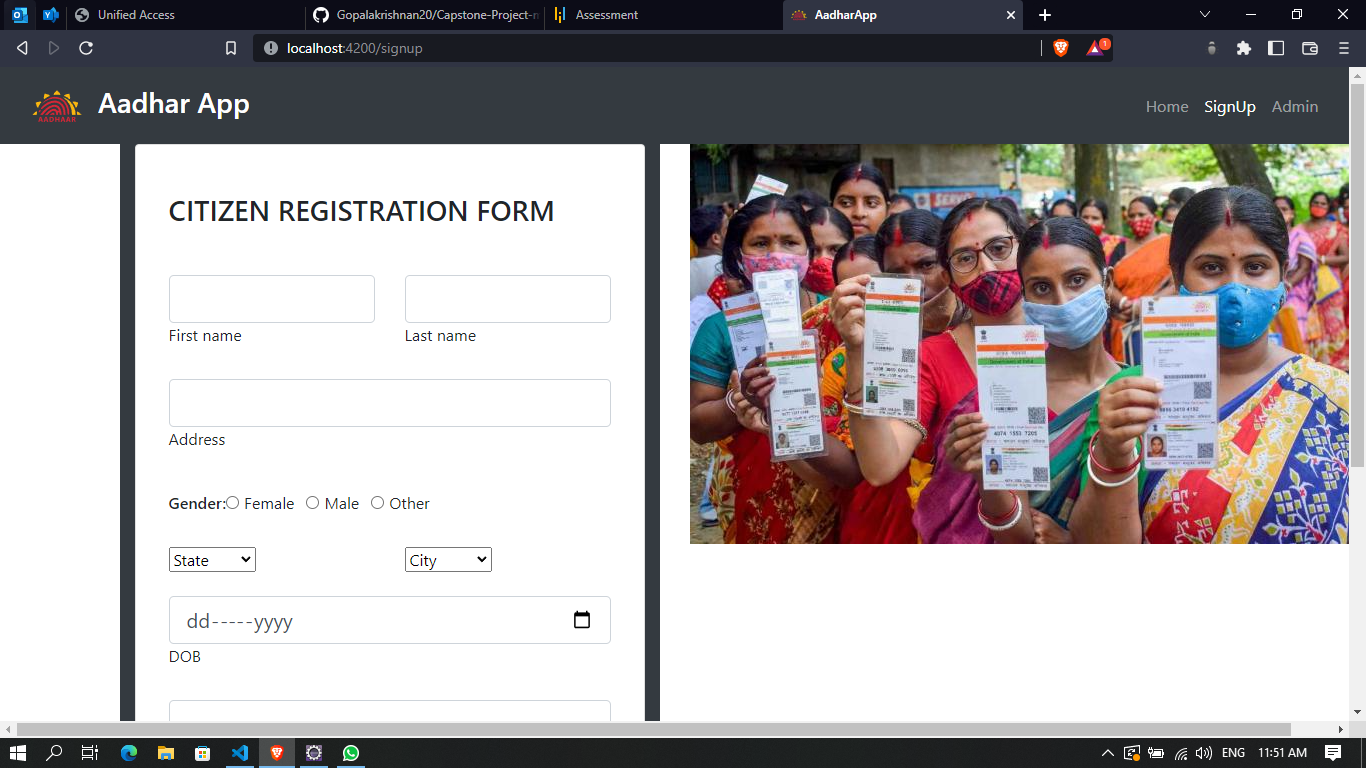 Unified Access
Gopalakrishnan20/Capstone-Project-n
Assessment
AadharApp
localhost:4200/signup
1
AADHAAR
Aadhar App
Home
SignUp
Admin
CITIZEN REGISTRATION FORM
First name
Last name
Address
Gender: Female Male Other
State
City
dd-----yyyy
DOB
ENG
11:51 AM